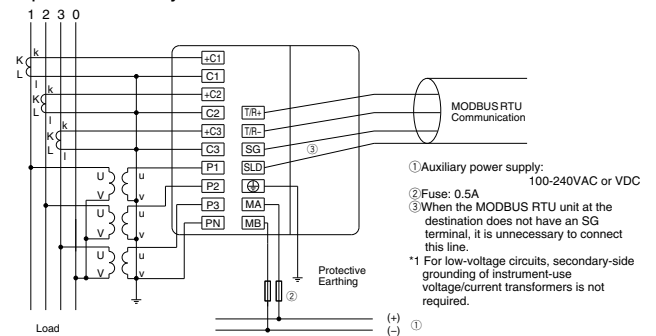 1 2 3 0
K k
L l
K k
L l
K k
L l
+C1
C1
+C2
C2
+C3
C3
P1
P2
P3
PN
T/R+
T/R−
SG
SLD
MA
MB
③
U u
V v
U u
V v
U u
V v
MODBUS RTU
Communication
①Auxiliary power supply:
100-240VAC or VDC
②Fuse: 0.5A
③When the MODBUS RTU unit at the
destination does not have an SG
terminal, it is unnecessary to connect
this line.
*1 For low-voltage circuits, secondary-side
grounding of instrument-use
voltage/current transformers is not
required.
Protective
Earthing
②
(+)
(−)
①
Load